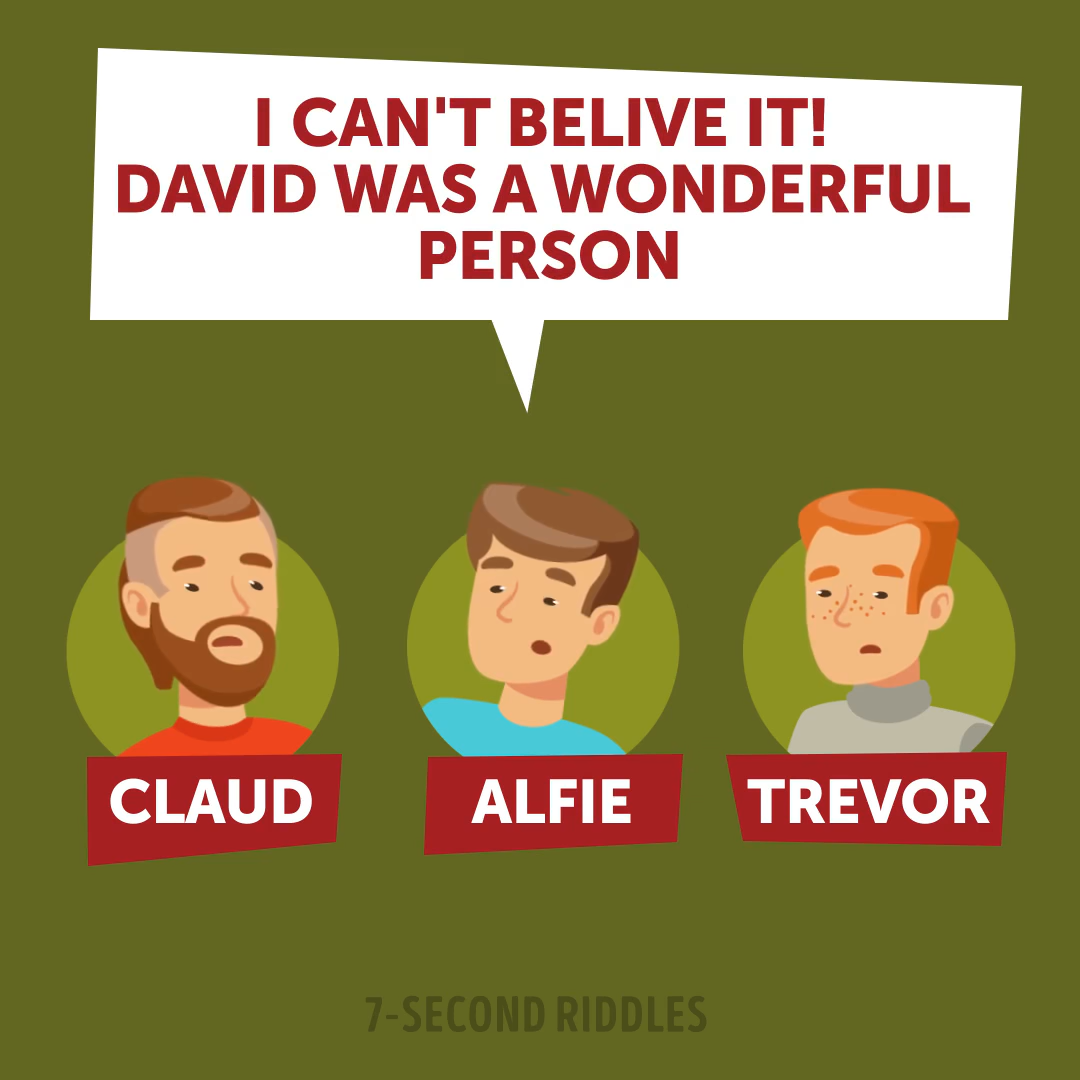 I CAN'T BELIVE IT!
DAVID WAS A WONDERFUL
PERSON
CLAUD
ALFIE
TREVOR
7-SECOND RIDDLES